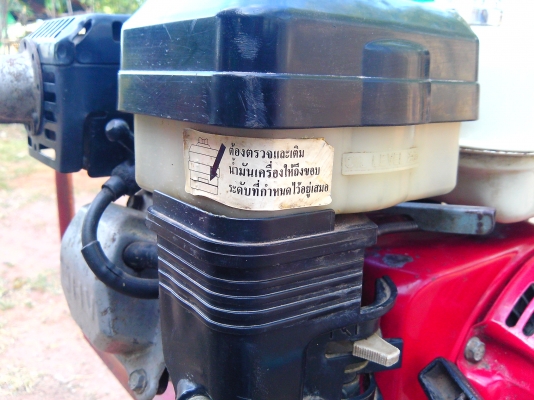 ต้องตรวจและเติม
น้ำมันเครื่องให้ถึงขอบ
ระดับที่กำหนดไว้อยู่เสมอ